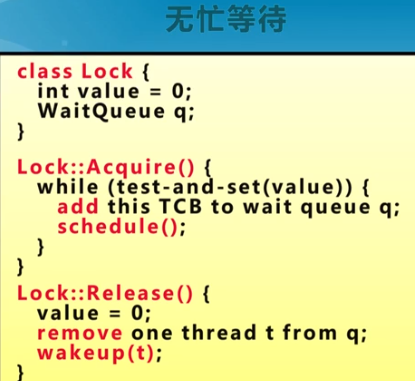 无忙等待
class Lock {
int value = 0;
WaitQueue q;
}
Lock::Acquire() {
while (test-and-set(value)) {
add this TCB to wait queue q;
schedule();
}
}
Lock::Release() {
value = 0;
remove one thread t from q;
wakeup(t);
}